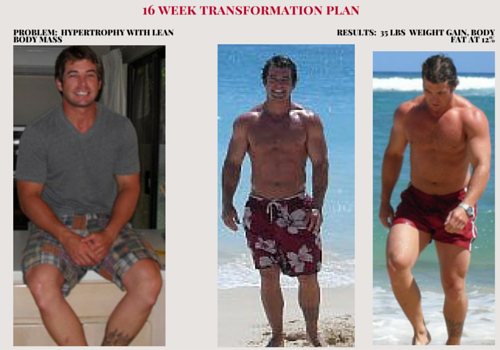 16 WEEK TRANSFORMATION PLAN
PROBLEM: HYPERTROPHY WITH LEAN
BODY MASS
RESULTS: 35 LBS WEIGHT GAIN, BODY
FAT AT 12%